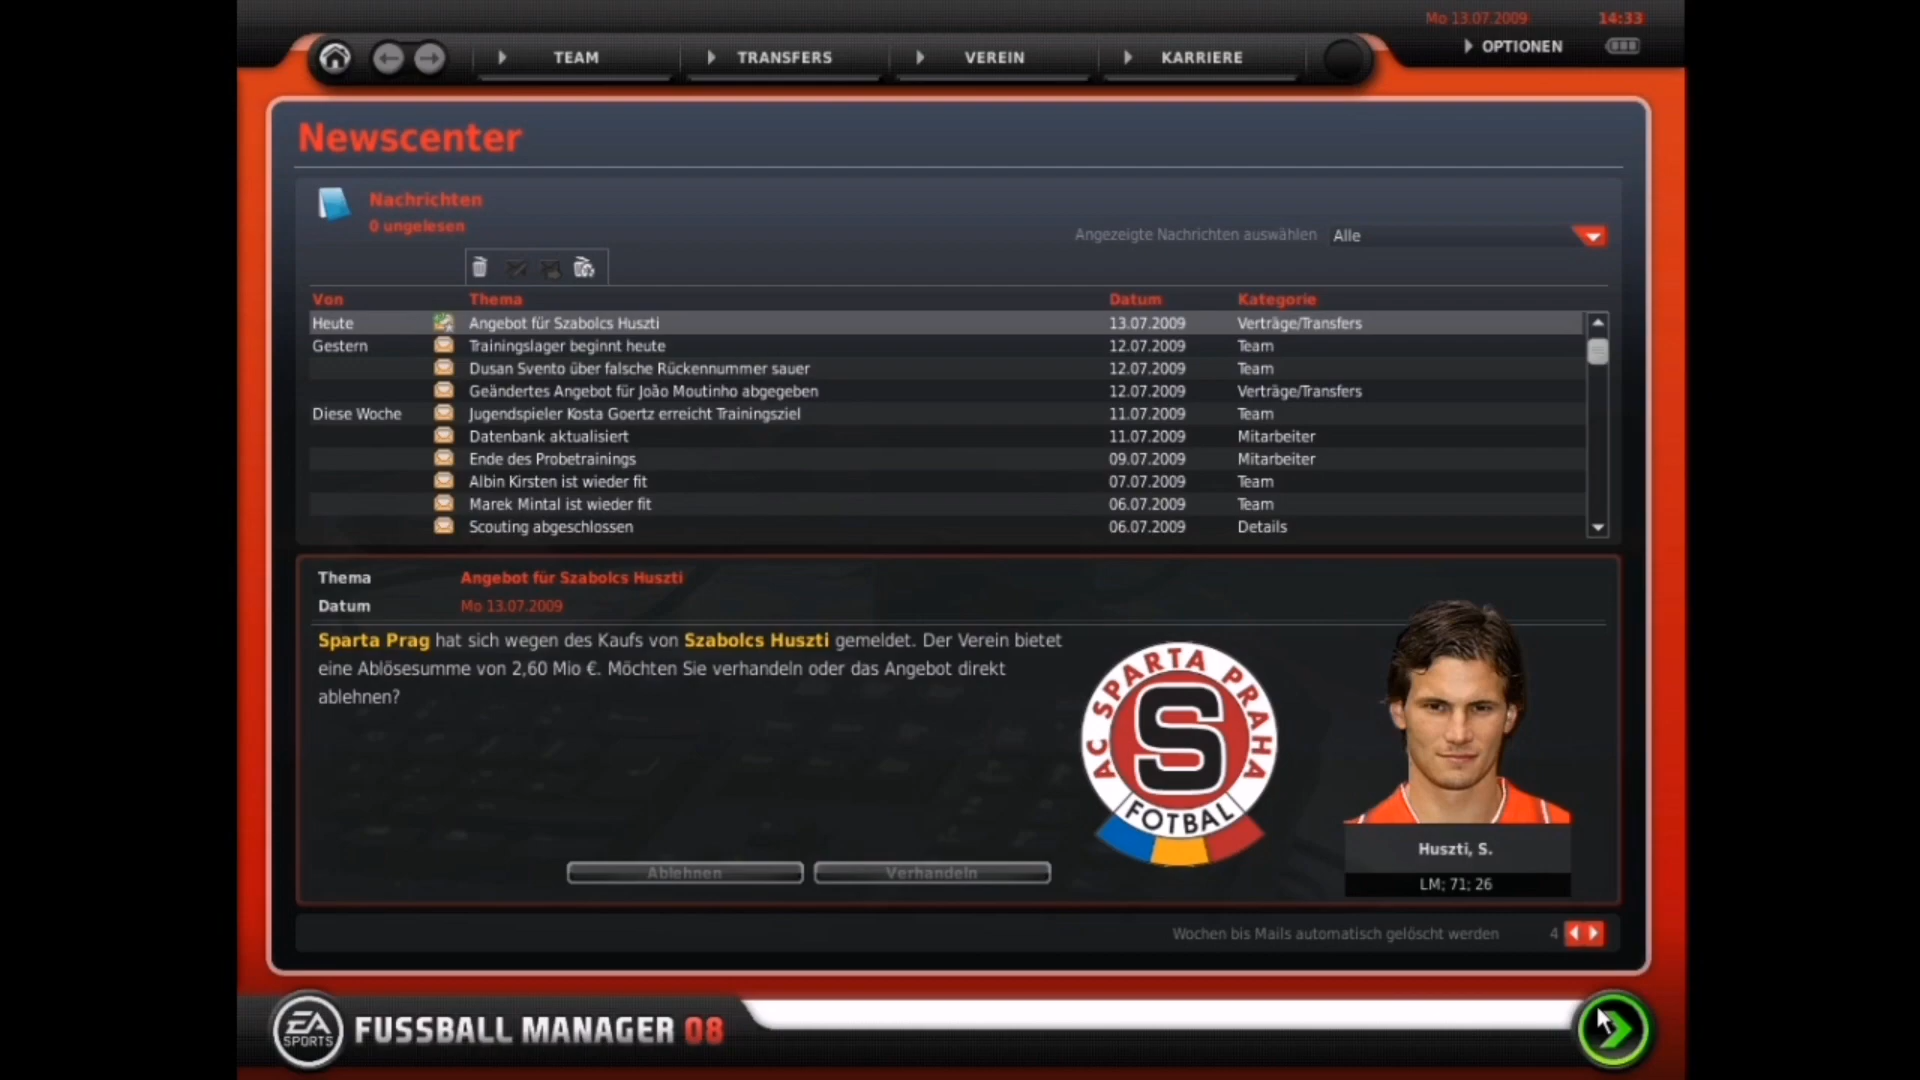 Mo 13.07.2009 14:33
TEAM TRANSFERS VEREIN KARRIERE OPTIONEN
Newscenter
Nachrichten
0 ungelesen
Angezeigte Nachrichten auswählen Alle
Von Thema Datum Kategorie
Heute Angebot für Szabolcs Huszti 13.07.2009 Verträge/Transfers
Gestern Trainingslager beginnt heute 12.07.2009 Team
Dusan Svento über falsche Rückennummer sauer 12.07.2009 Team
Geändertes Angebot für João Moutinho abgegeben 12.07.2009 Verträge/Transfers
Diese Woche Jugendspieler Kosta Goertz erreicht Trainingsziel 11.07.2009 Team
Datenbank aktualisiert 11.07.2009 Mitarbeiter
Ende des Probetrainings 09.07.2009 Mitarbeiter
Albin Kirsten ist wieder fit 07.07.2009 Team
Marek Mintal ist wieder fit 06.07.2009 Team
Scouting abgeschlossen 06.07.2009 Details
Thema Angebot für Szabolcs Huszti
Datum Mo 13.07.2009
Sparta Prag hat sich wegen des Kaufs von Szabolcs Huszti gemeldet. Der Verein bietet
eine Ablösesumme von 2,60 Mio €. Möchten Sie verhandeln oder das Angebot direkt
ablehnen?
AC SPARTA PRAHA
S
FOTBAL
Huszti, S.
LM; 71; 26
Ablehnen Verhandeln
Wochen bis Mails automatisch gelöscht werden 4
EA SPORTS FUSSBALL MANAGER 08